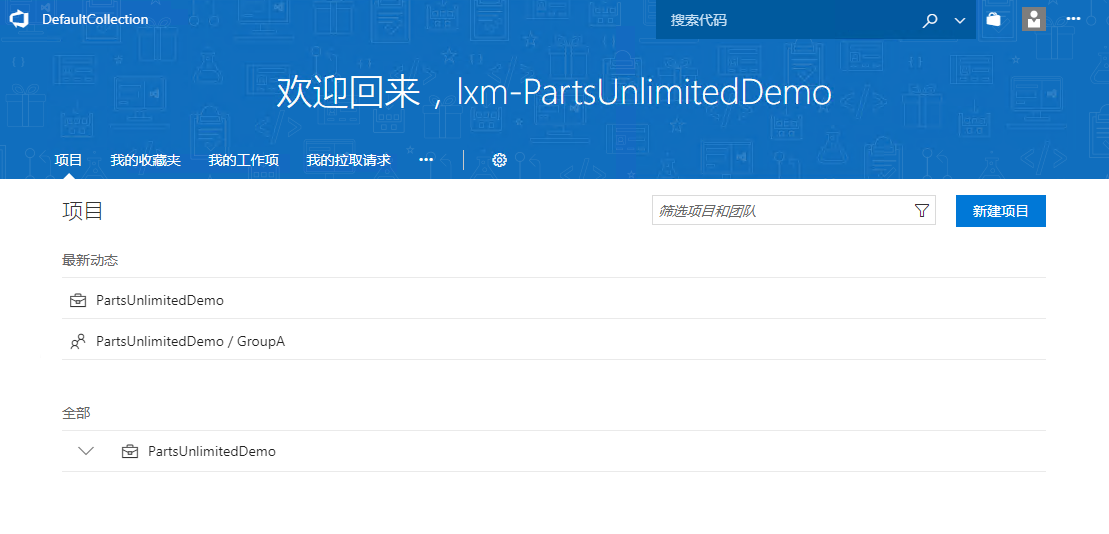 DefaultCollection
搜索代码
欢迎回来，lxm-PartsUnlimitedDemo
项目 我的收藏夹 我的工作项 我的拉取请求
项目
筛选项目和团队
新建项目
最新动态
PartsUnlimitedDemo
PartsUnlimitedDemo / GroupA
全部
PartsUnlimitedDemo